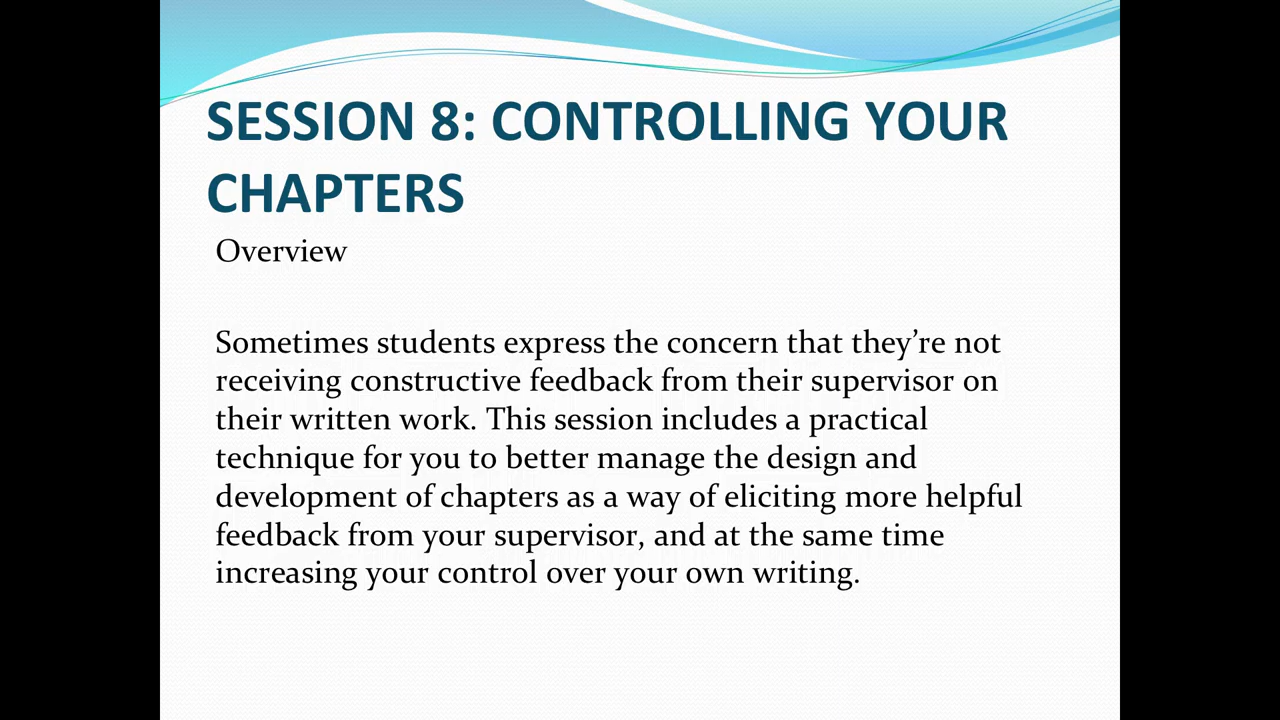 SESSION 8: CONTROLLING YOUR
CHAPTERS
Overview
Sometimes students express the concern that they’re not
receiving constructive feedback from their supervisor on
their written work. This session includes a practical
technique for you to better manage the design and
development of chapters as a way of eliciting more helpful
feedback from your supervisor, and at the same time
increasing your control over your own writing.